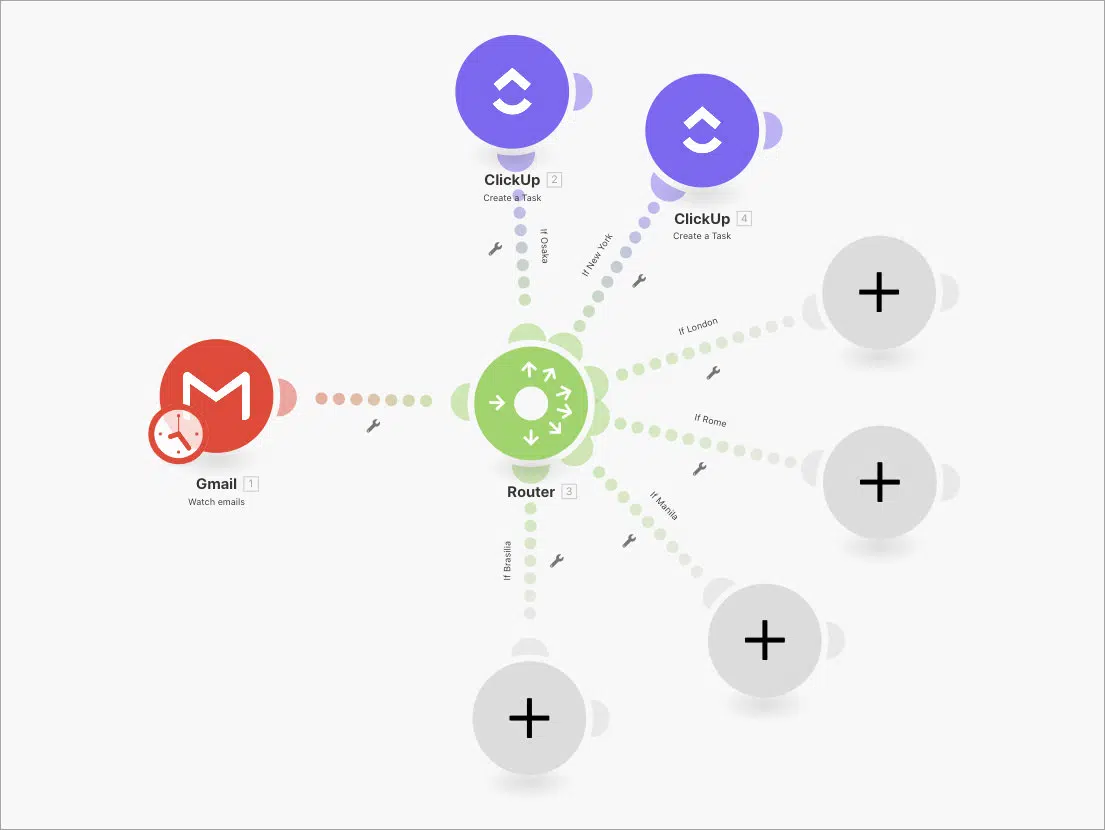 ClickUp 2
Create a Task
ClickUp 4
Create a Task
If Osaka
If New York
If London
If Rome
Gmail 1
Watch emails
Router 3
If Manila
If Brasilia